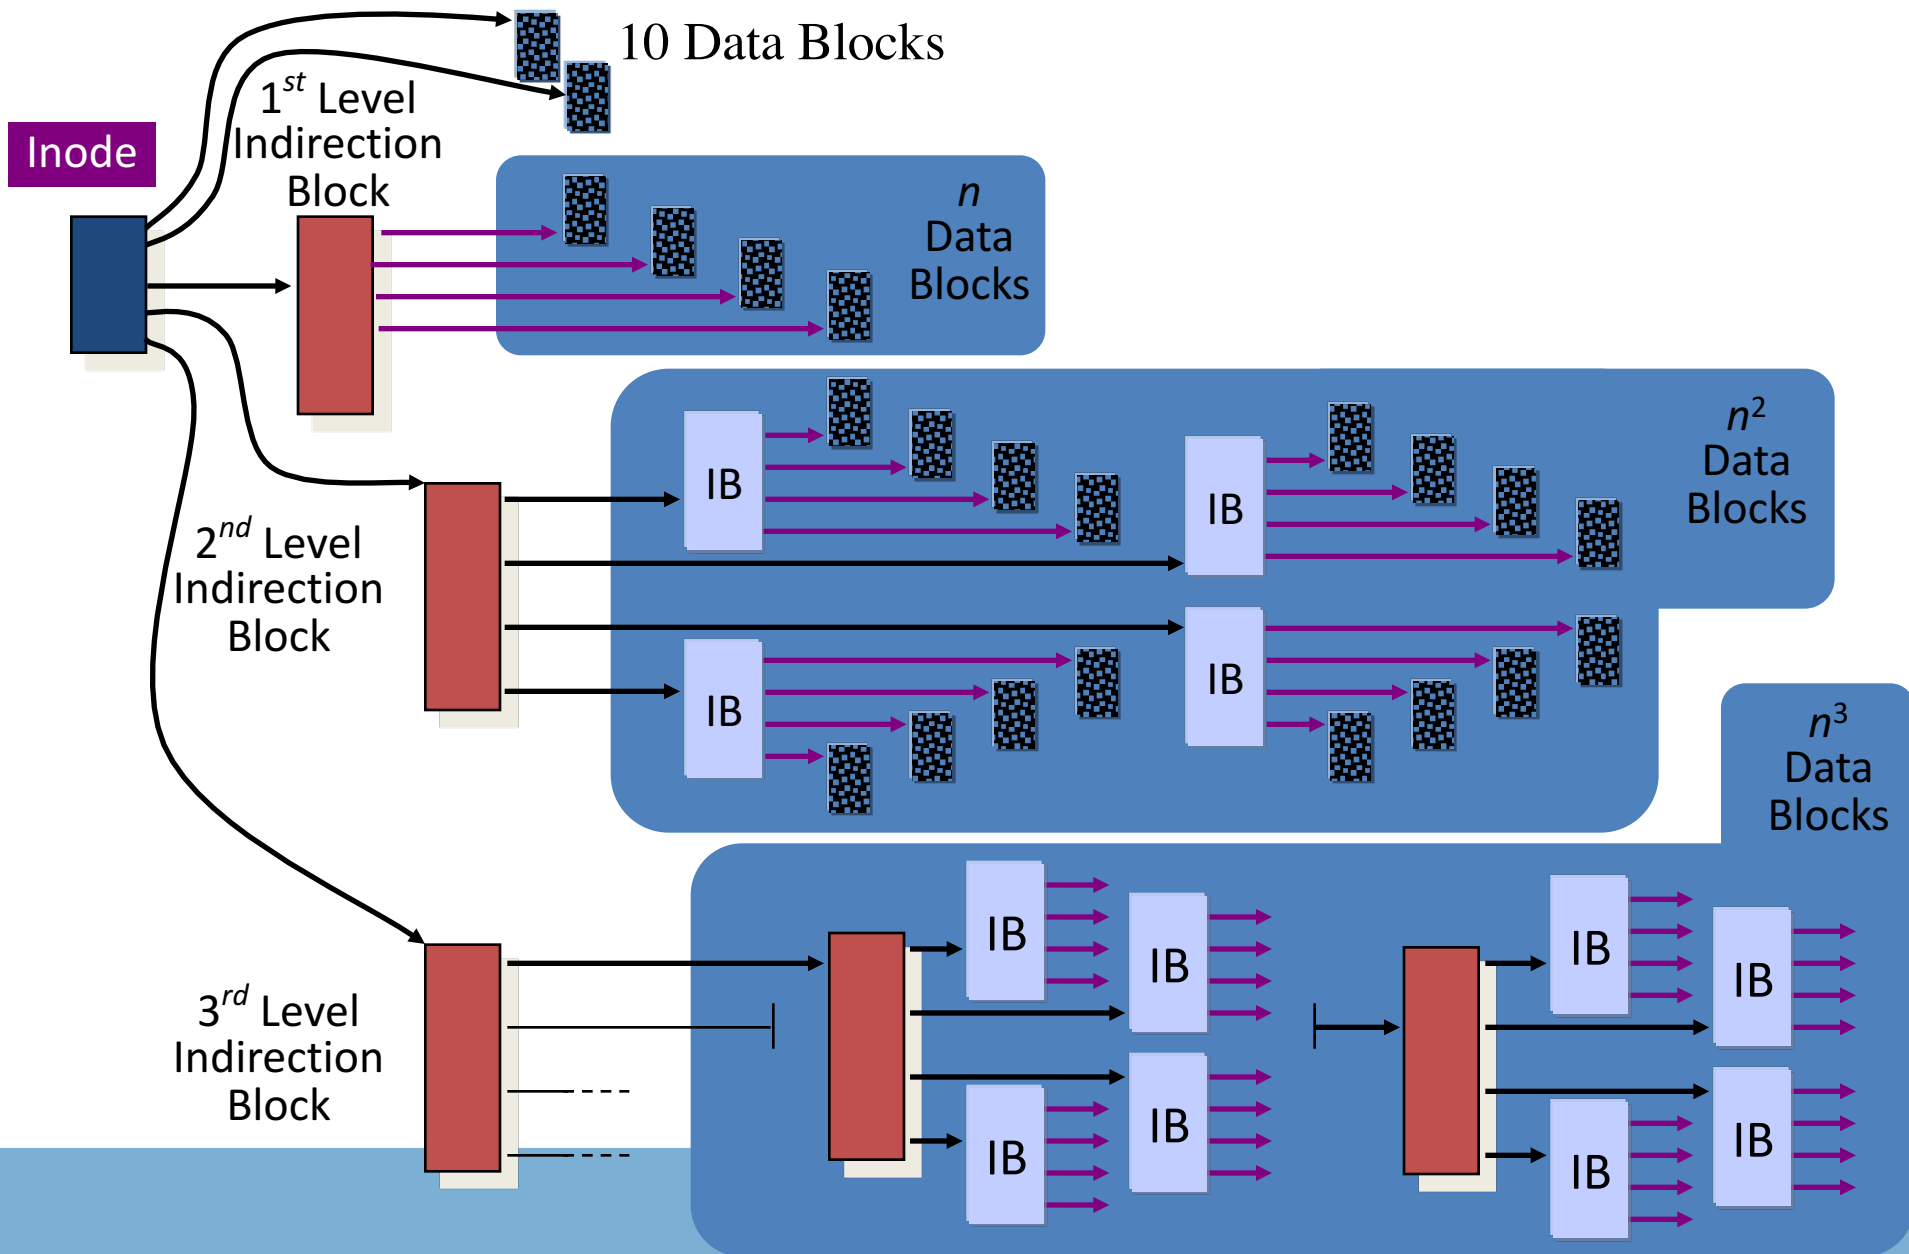 10 Data Blocks
1st Level
Indirection
Block
Inode
n
Data
Blocks
n²
Data
Blocks
IB
IB
2nd Level
Indirection
Block
IB
IB
n³
Data
Blocks
3rd Level
Indirection
Block
IB
IB
IB
IB
IB
IB
IB
IB